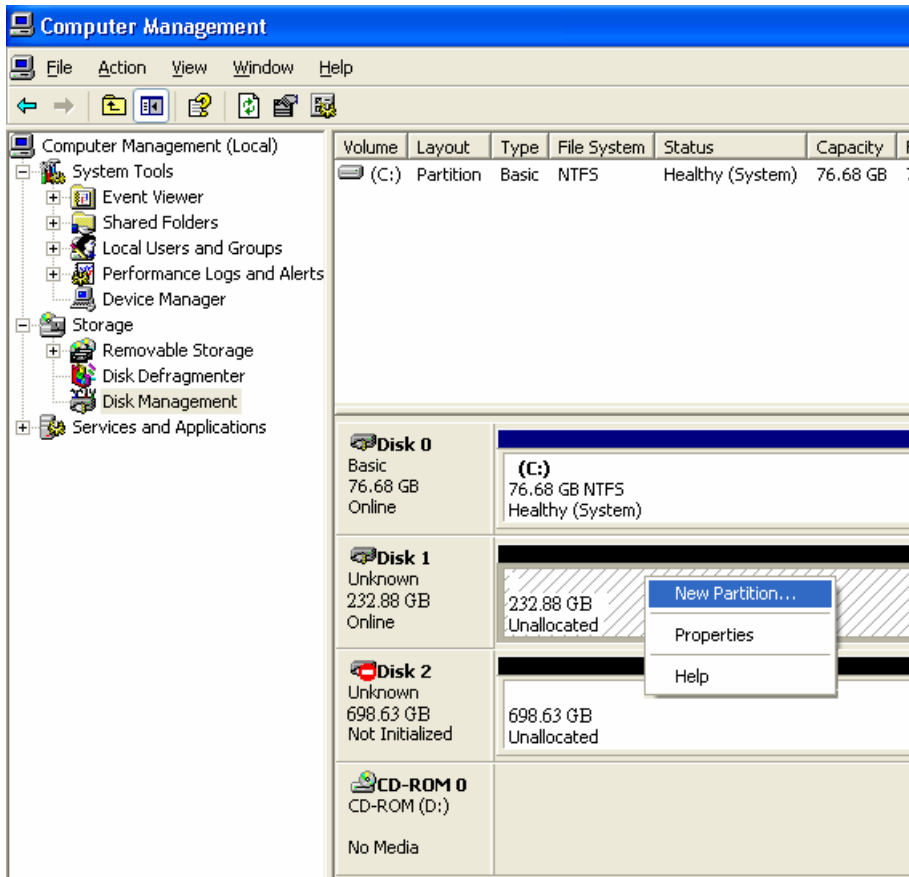 Computer Management
File Action View Window Help
Computer Management (Local)
System Tools
Event Viewer
Shared Folders
Local Users and Groups
Performance Logs and Alerts
Device Manager
Storage
Removable Storage
Disk Defragmenter
Disk Management
Services and Applications
Volume Layout Type File System Status Capacity
(C:) Partition Basic NTFS Healthy (System) 76.68 GB
Disk 0
Basic
76.68 GB
Online
(C:)
76.68 GB NTFS
Healthy (System)
Disk 1
Unknown
232.88 GB
Online
232.88 GB
Unallocated
New Partition...
Properties
Help
Disk 2
Unknown
698.63 GB
Not Initialized
698.63 GB
Unallocated
CD-ROM 0
CD-ROM (D:)
No Media